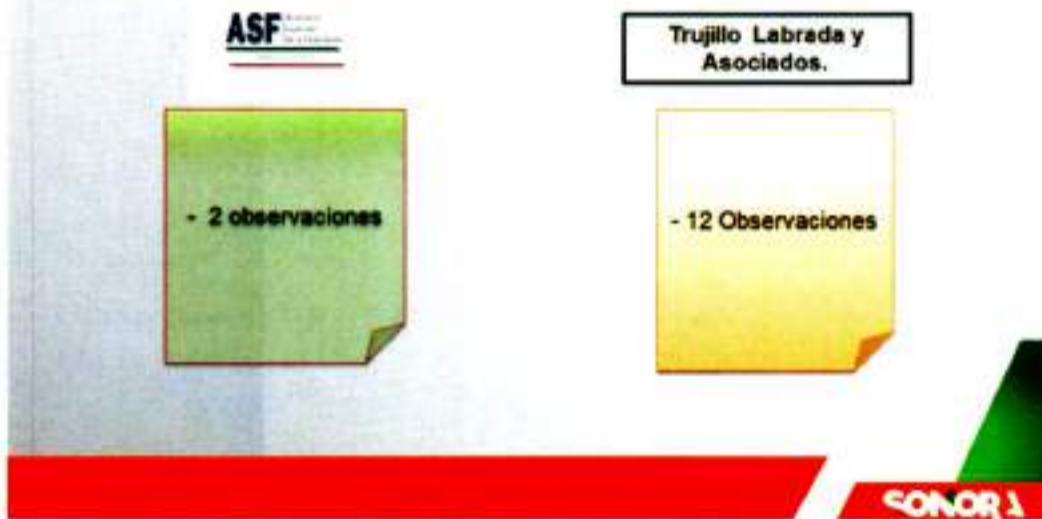 ASF
Trujillo Labrada y
Asociados.
- 2 observaciones
- 12 Observaciones
SONORA